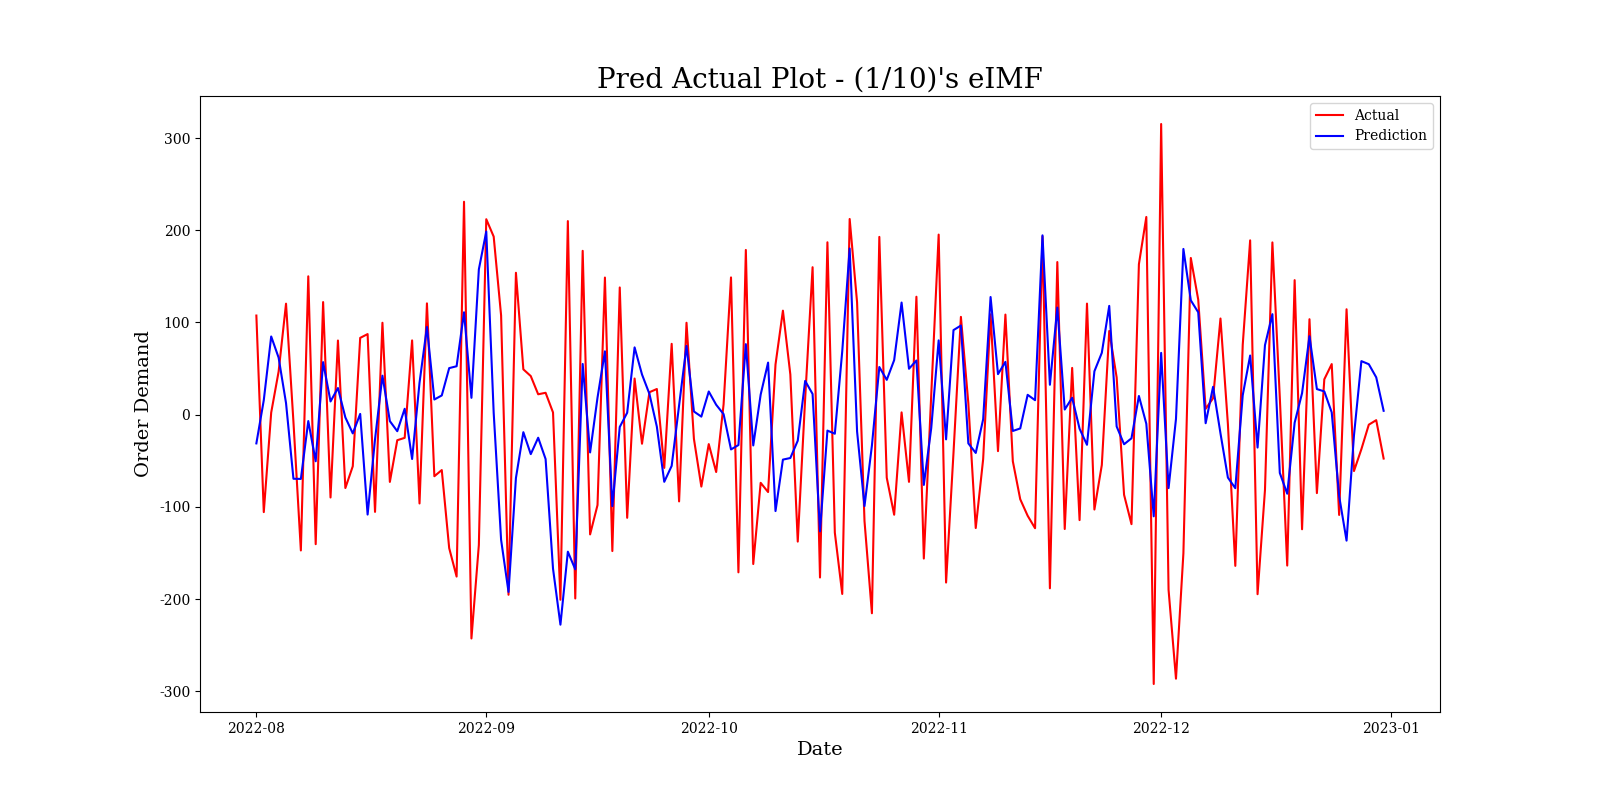 Pred Actual Plot - (1/10)'s eIMF
Actual
Prediction
Order Demand
300
200
100
0
-100
-200
-300
2022-08 2022-09 2022-10 2022-11 2022-12 2023-01
Date